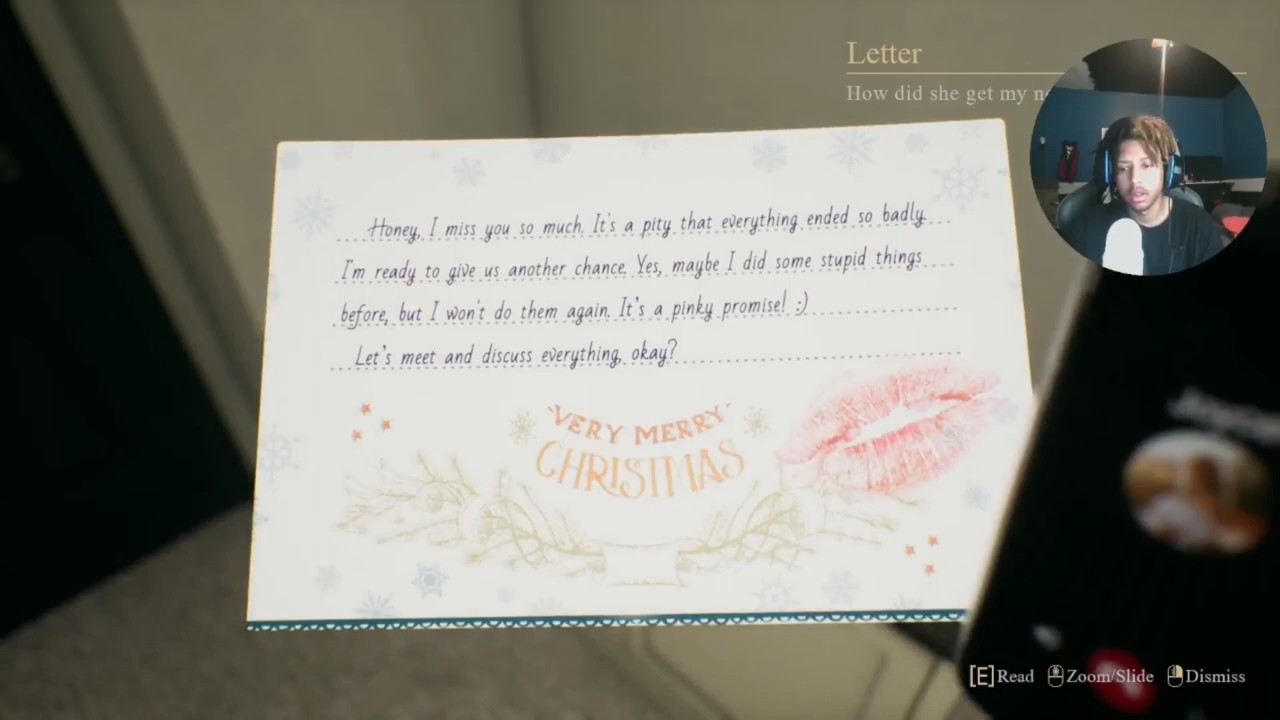 Letter
How did she get my
Honey, I miss you so much. It's a pity that everything ended so badly.
I'm ready to give us another chance. Yes, maybe I did some stupid things
before, but I won't do them again. It's a pinky promise! :)
Let's meet and discuss everything, okay?
VERY MERRY
CHRISTMAS
[E]Read Zoom/Slide Dismiss